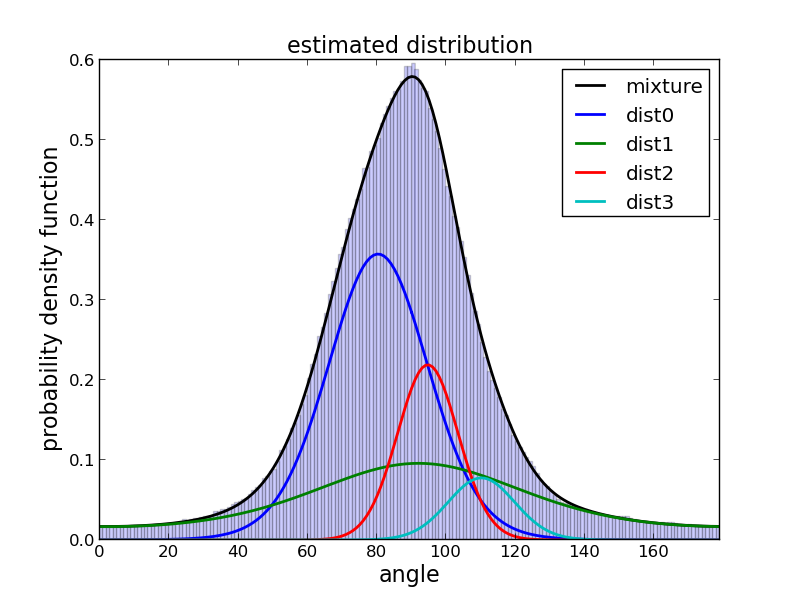 estimated distribution
probability density function
0.6
0.5
0.4
0.3
0.2
0.1
0.0
0 20 40 60 80 100 120 140 160
angle
mixture
dist0
dist1
dist2
dist3